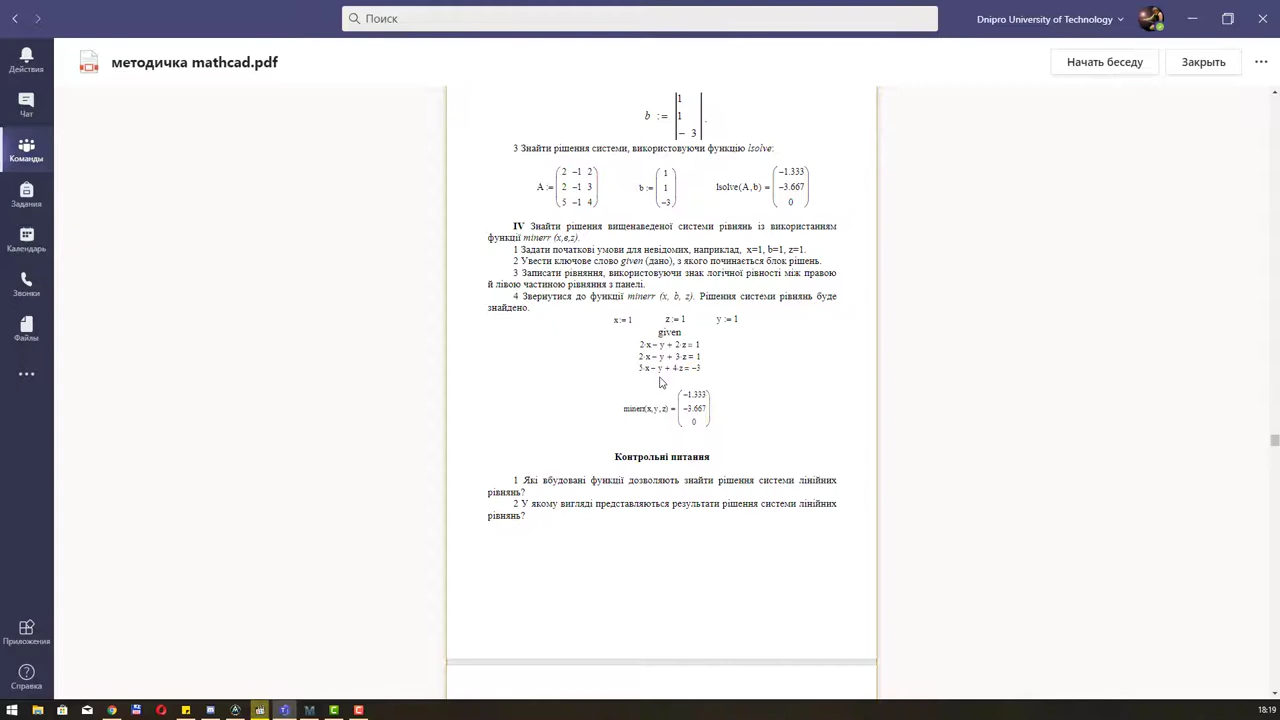 Поиск
Dnipro University of Technology
методичка mathcad.pdf
Начать беседу
Закрыть
Действия
Чат
Команды
Задания
Календарь
Звонки
Файлы
Приложения
Справка
b := 1
1
− 3 .
3 Знайти рішення системи, використовуючи функцію lsolve:
A := 2 −1 2
2 −1 3
5 −1 4
b := 1
1
−3
lsolve(A,b) = −1.333
−3.667
0
IV Знайти рішення вищенаведеної системи рівнянь із використанням
функції minerr (x,в,z).
1 Задати початкові умови для невідомих, наприклад, x=1, b=1, z=1.
2 Увести ключове слово given (дано), з якого починається блок рішень.
3 Записати рівняння, використовуючи знак логічної рівності між правою
й лівою частиною рівняння з панелі.
4 Звернутися до функції minerr (x, b, z). Рішення системи рівнянь буде
знайдено.
x := 1 z := 1 y := 1
given
2·x − y + 2·z = 1
2·x − y + 3·z = 1
5·x − y + 4·z = −3
minerr(x,y,z) = −1.333
−3.667
0
Контрольні питання
1 Які вбудовані функції дозволяють знайти рішення системи лінійних
рівнянь?
2 У якому вигляді представляються результати рішення системи лінійних
рівнянь?
18:19